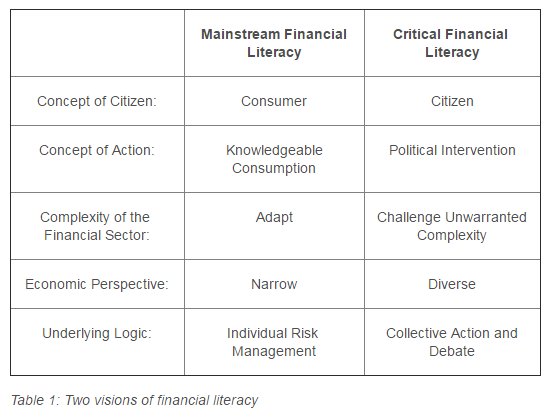 Mainstream Financial Literacy
Critical Financial Literacy
Concept of Citizen:
Consumer
Citizen
Concept of Action:
Knowledgeable Consumption
Political Intervention
Complexity of the Financial Sector:
Adapt
Challenge Unwarranted Complexity
Economic Perspective:
Narrow
Diverse
Underlying Logic:
Individual Risk Management
Collective Action and Debate
Table 1: Two visions of financial literacy